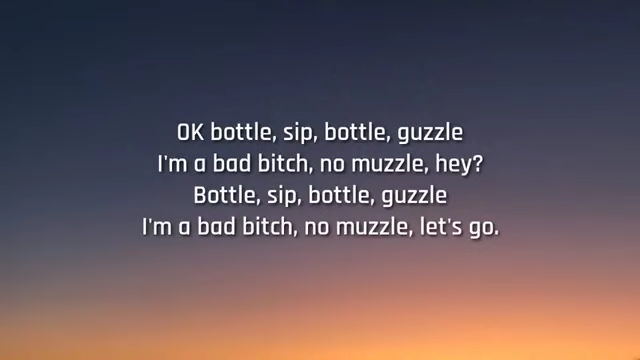 OK bottle, sip, bottle, guzzle
I'm a bad bitch, no muzzle, hey?
Bottle, sip, bottle, guzzle
I'm a bad bitch, no muzzle, let's go.